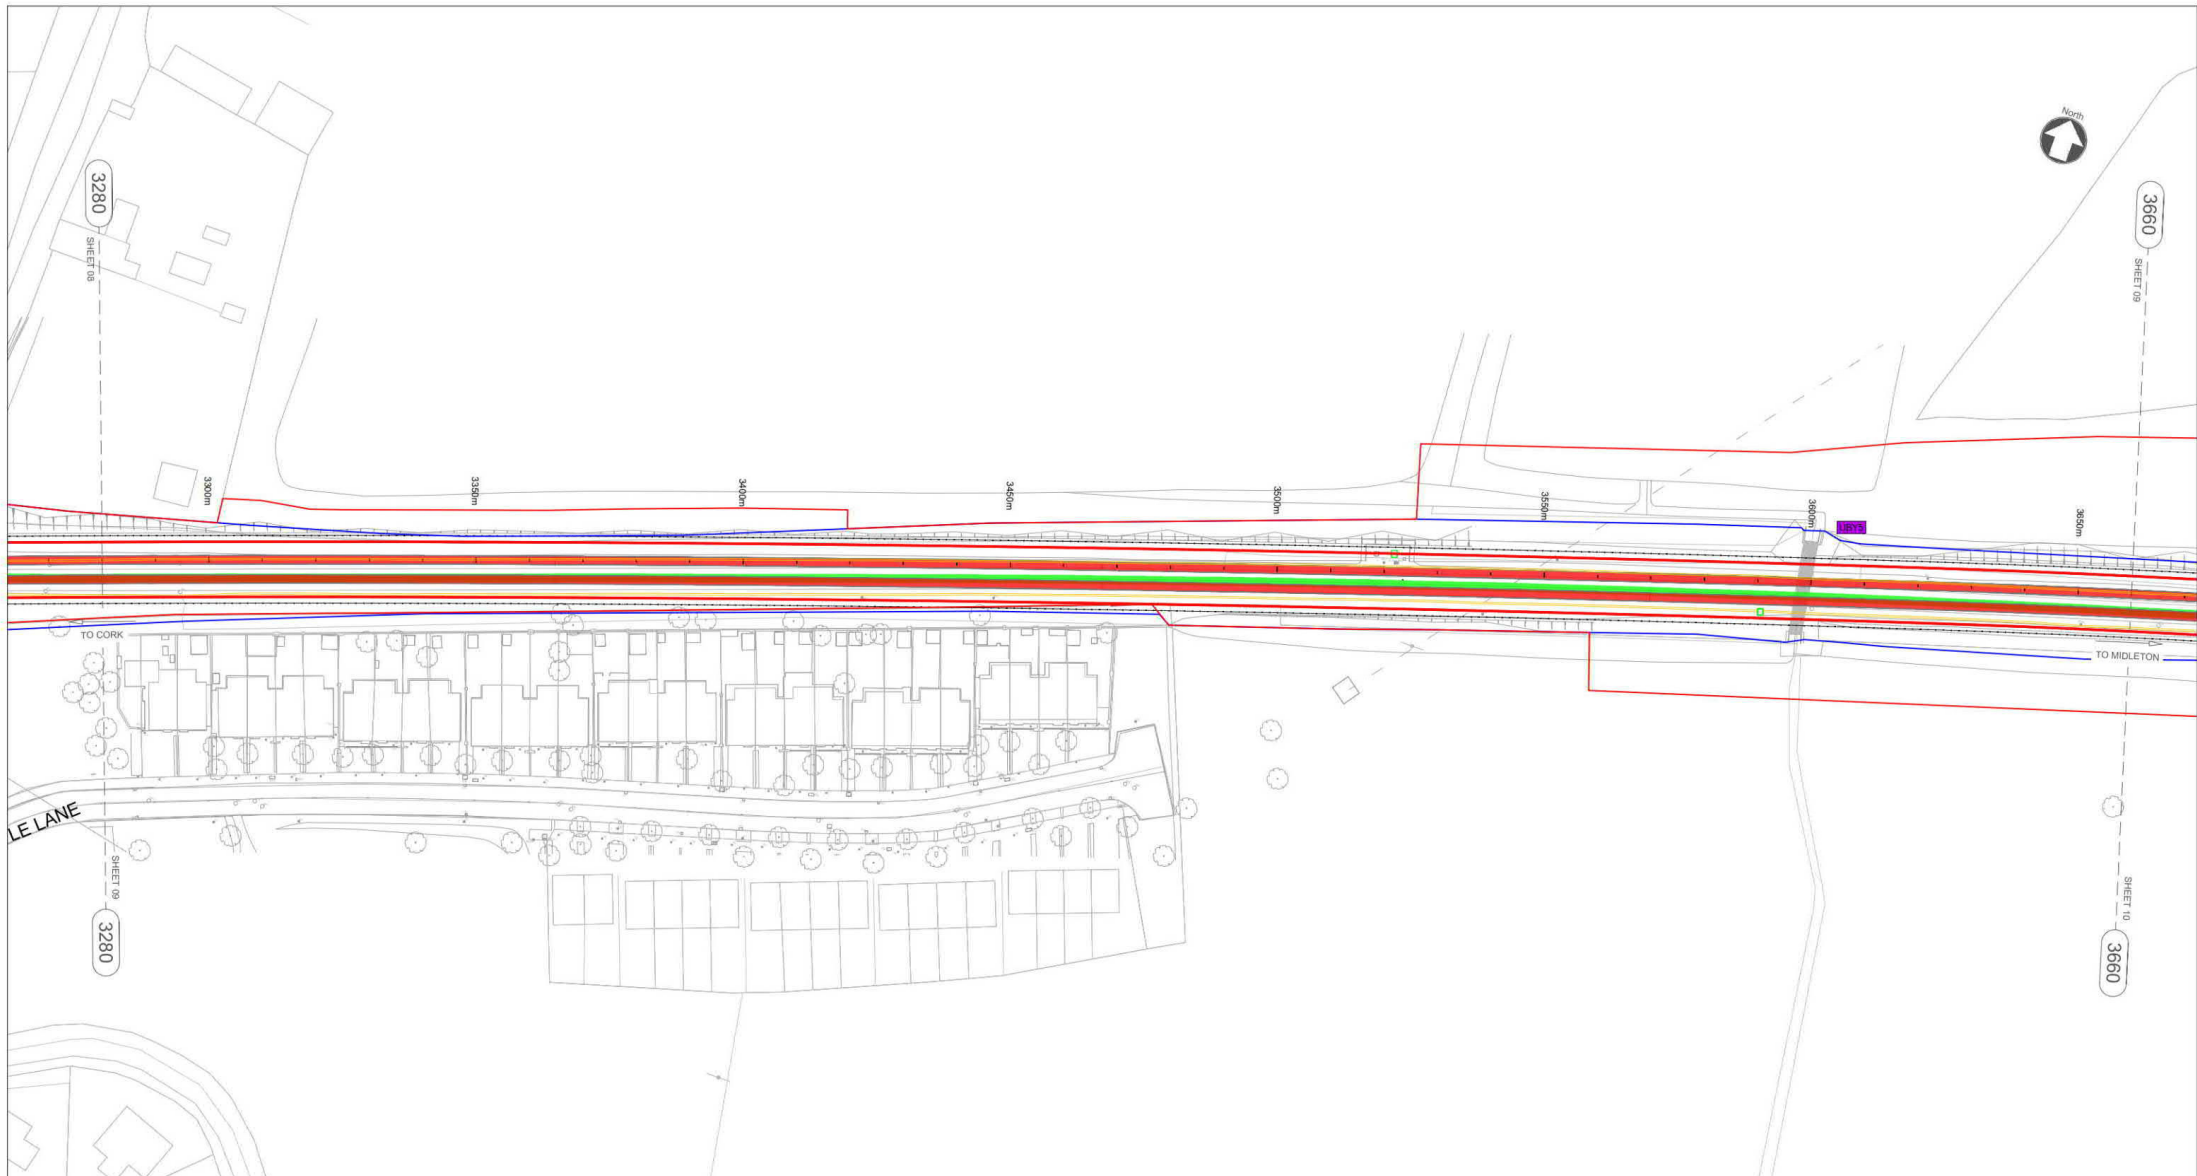 North
3280
SHEET 08
3660
SHEET 09
3300m
3350m
3400m
3450m
3500m
3550m
3600m
3650m
UBY5
TO CORK
TO MIDLETON
LE LANE
SHEET 09
3280
SHEET 10
3660